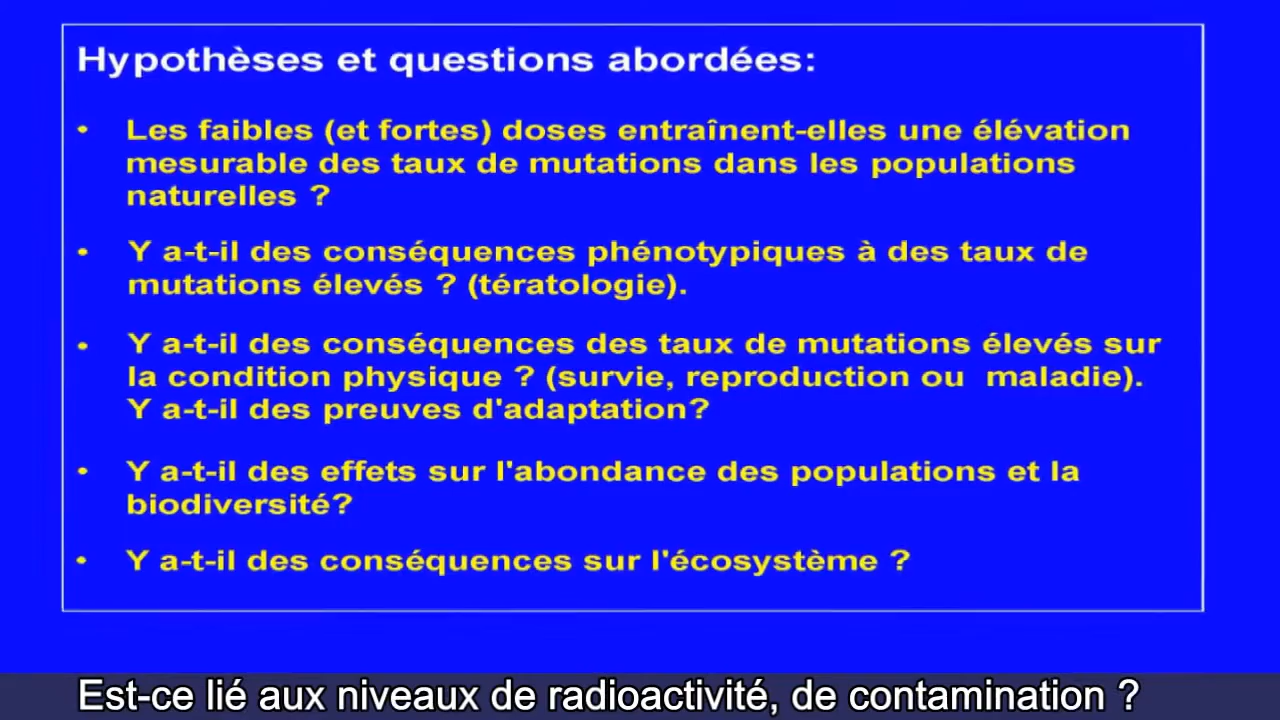 Hypothèses et questions abordées:
• Les faibles (et fortes) doses entraînent-elles une élévation
mesurable des taux de mutations dans les populations
naturelles ?
• Y a-t-il des conséquences phénotypiques à des taux de
mutations élevés ? (tératologie).
• Y a-t-il des conséquences des taux de mutations élevés sur
la condition physique ? (survie, reproduction ou maladie).
Y a-t-il des preuves d'adaptation?
• Y a-t-il des effets sur l'abondance des populations et la
biodiversité?
• Y a-t-il des conséquences sur l'écosystème ?
Est-ce lié aux niveaux de radioactivité, de contamination ?